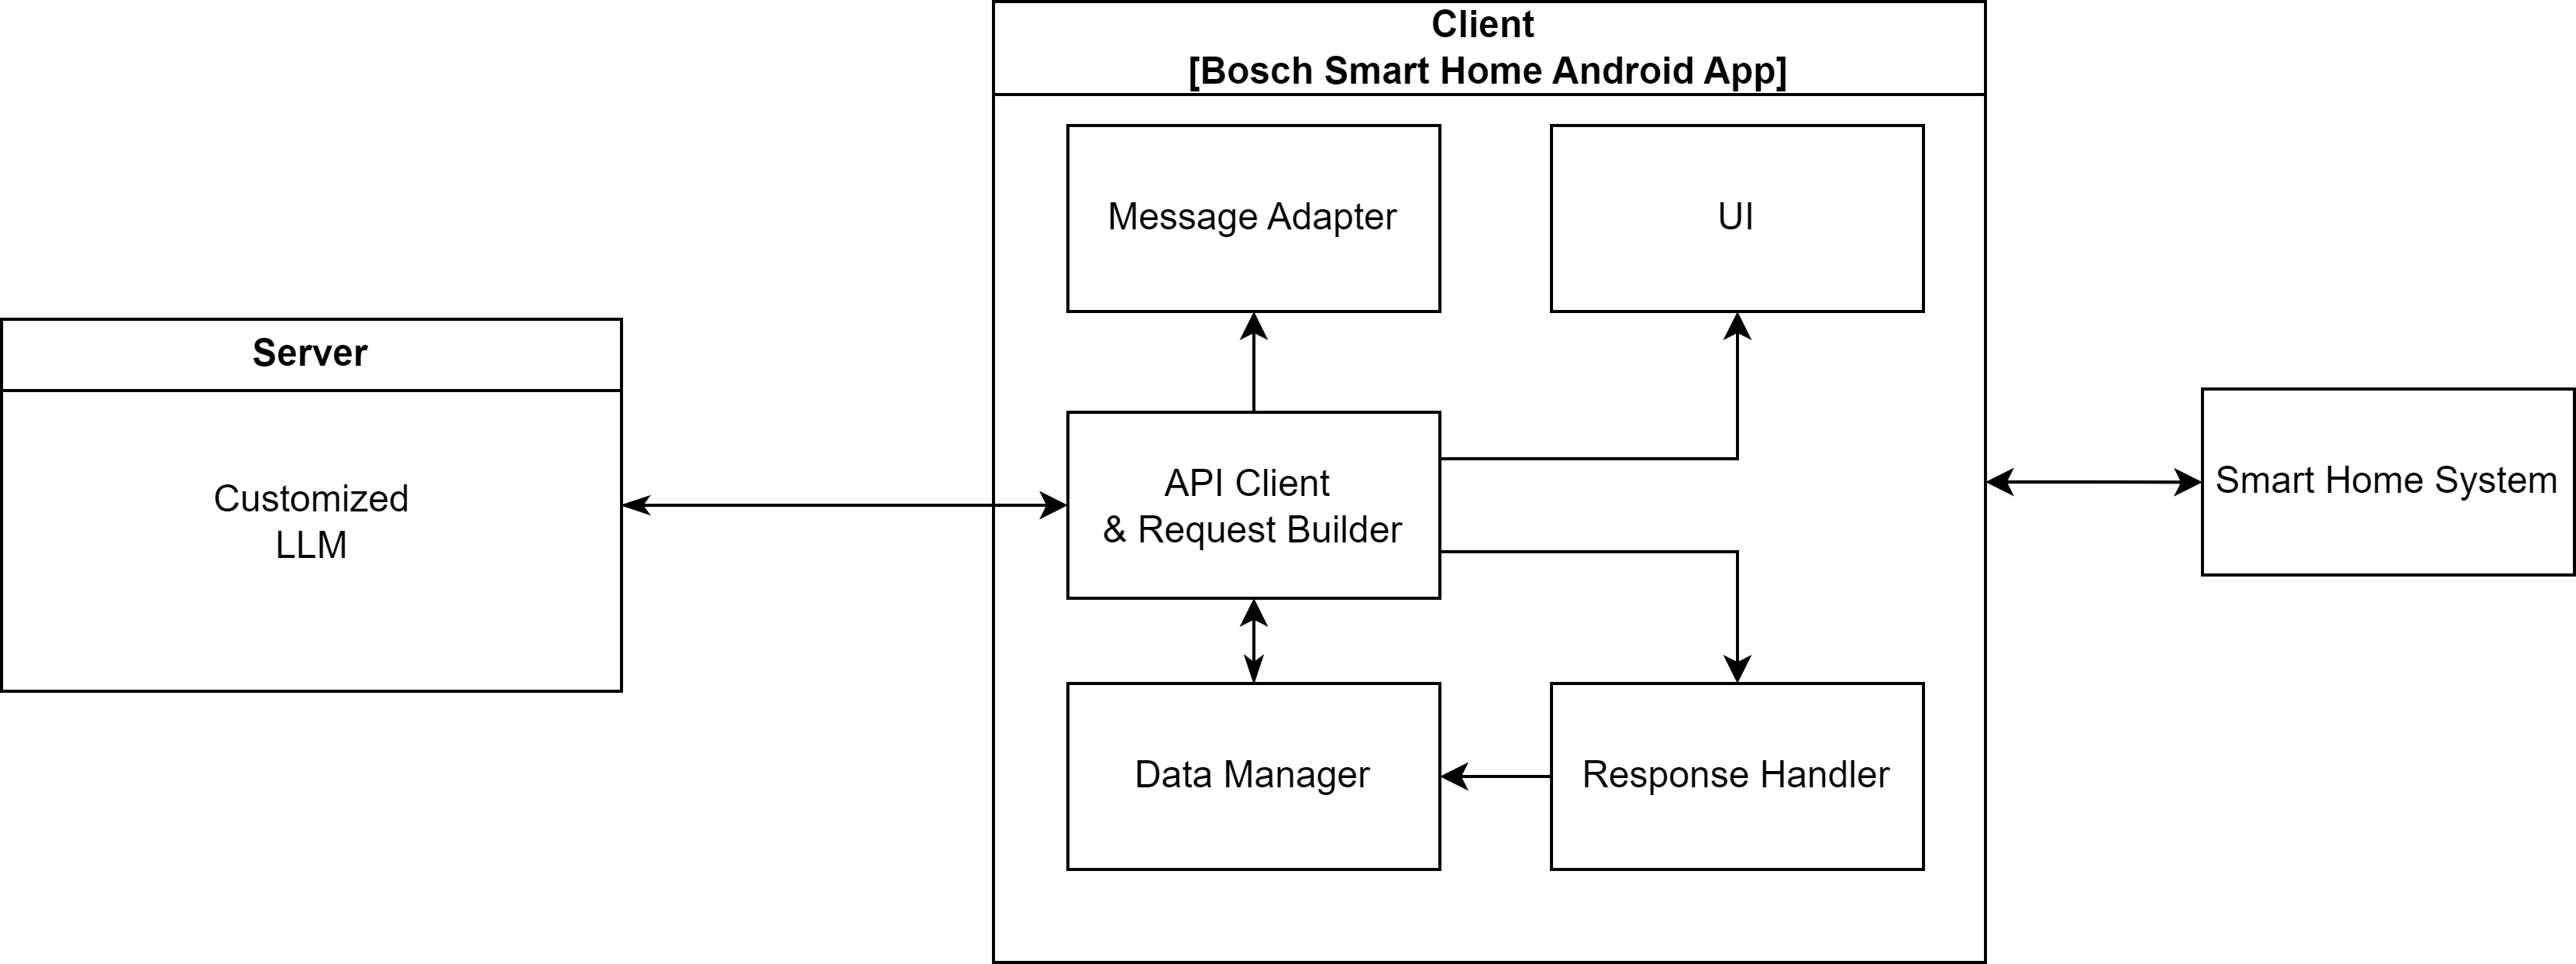 Client
[Bosch Smart Home Android App]
Message Adapter
UI
Server
Customized
LLM
API Client
& Request Builder
Smart Home System
Data Manager
Response Handler